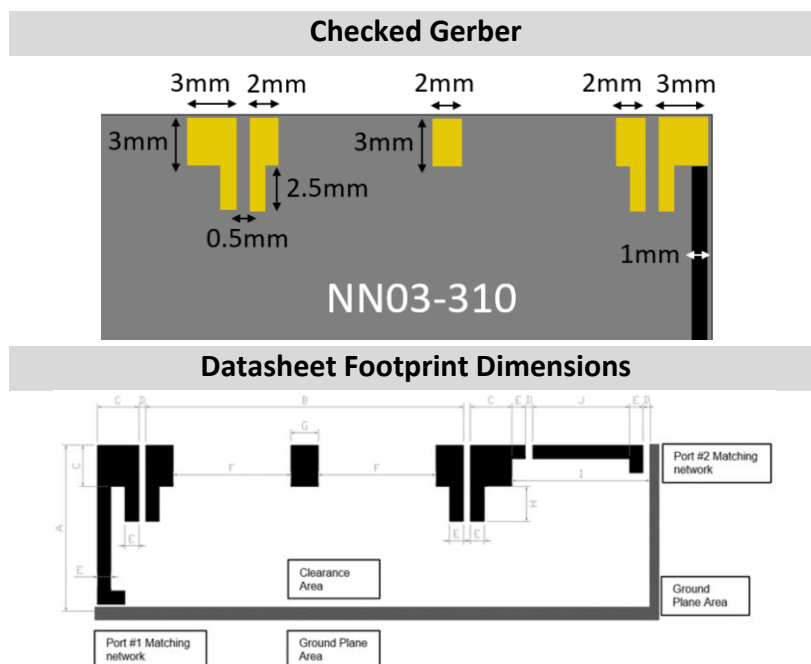 Checked Gerber
3mm 2mm 2mm 2mm 3mm
3mm 3mm
2.5mm
0.5mm
1mm
NN03-310
Datasheet Footprint Dimensions
C D B C E D J E D
G
C F F I
A H
E E E
E
Port #2 Matching
network
Clearance
Area
Ground
Plane Area
Port #1 Matching
network
Ground Plane
Area